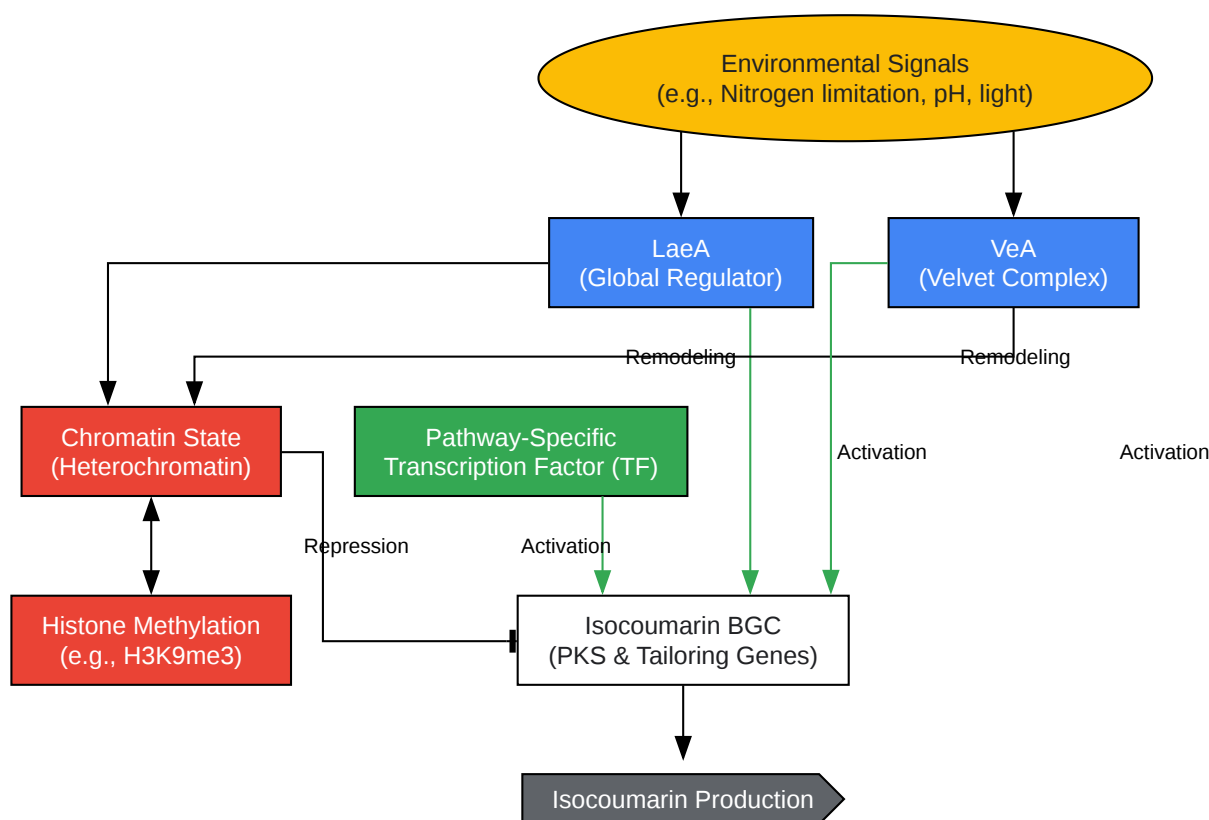 Environmental Signals
(e.g., Nitrogen limitation, pH, light)
LaeA
(Global Regulator)
VeA
(Velvet Complex)
Remodeling
Remodeling
Chromatin State
(Heterochromatin)
Pathway-Specific
Transcription Factor (TF)
Activation
Activation
Repression
Activation
Histone Methylation
(e.g., H3K9me3)
Isocoumarin BGC
(PKS & Tailoring Genes)
Isocoumarin Production